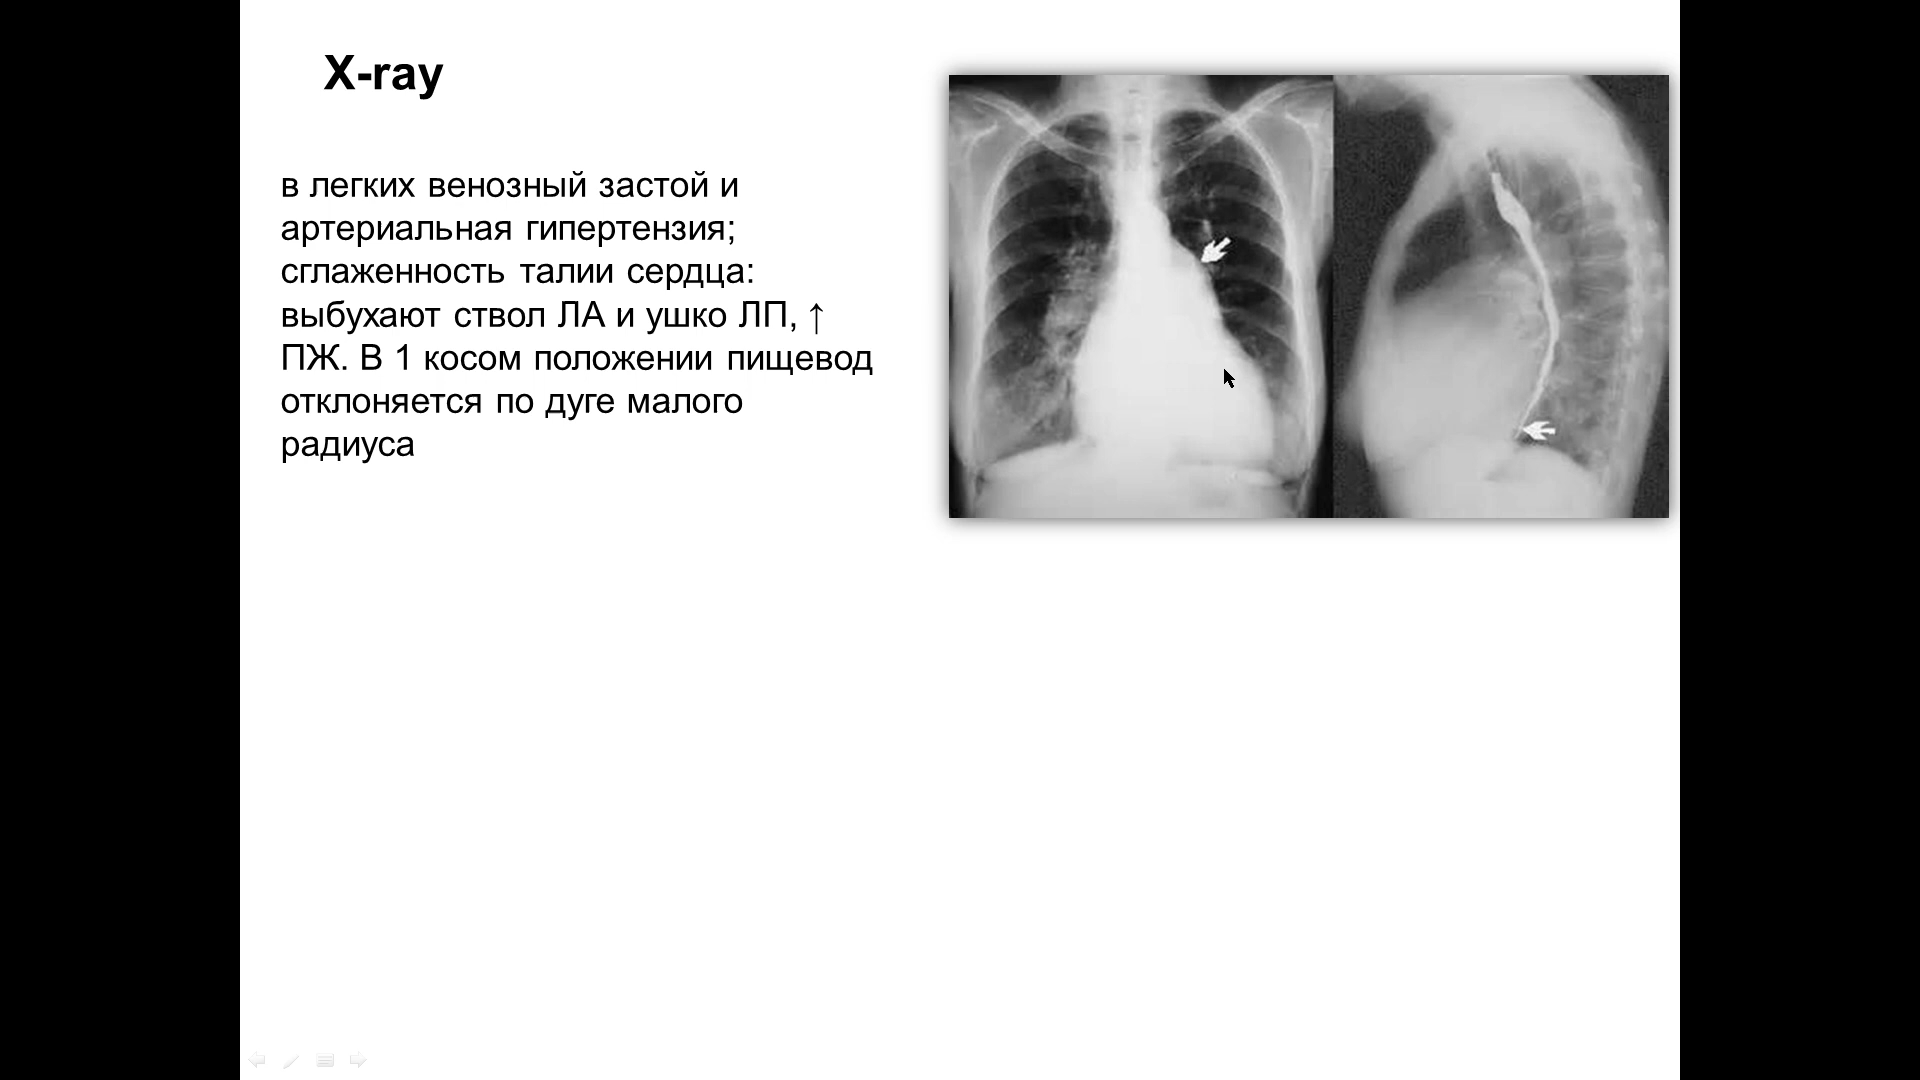 X-ray
в легких венозный застой и
артериальная гипертензия;
сглаженность талии сердца:
выбухают ствол ЛА и ушко ЛП, ↑
ПЖ. В 1 косом положении пищевод
отклоняется по дуге малого
радиуса